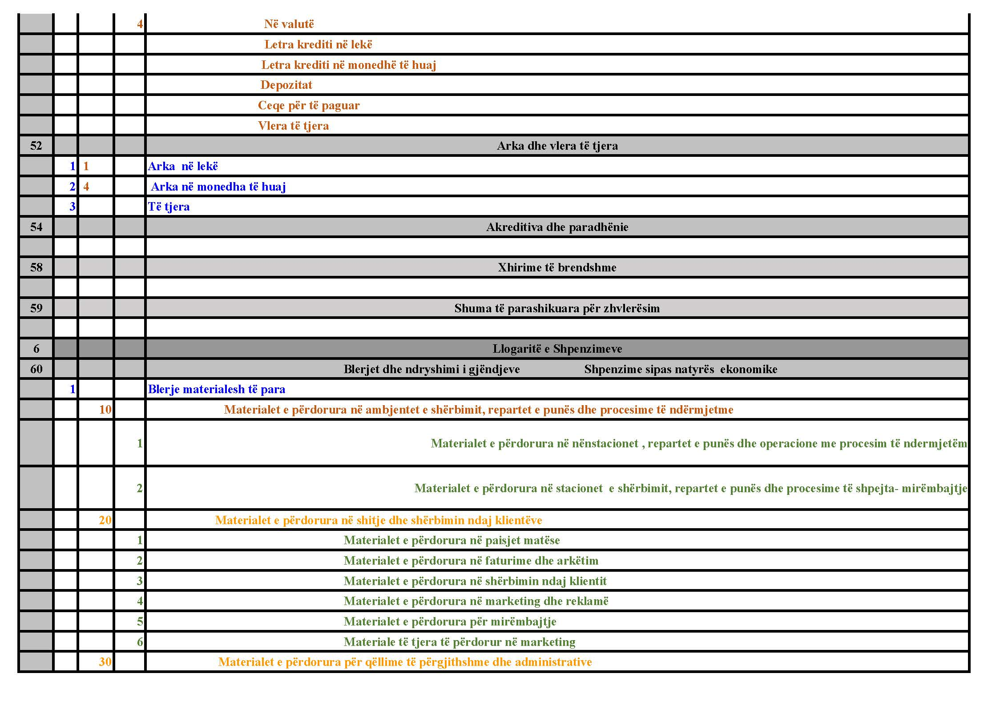 4 Në valutë
Letra krediti në lekë
Letra krediti në monedhë të huaj
Depozitat
Ceqe për të paguar
Vlera të tjera
52 Arka dhe vlera të tjera
1 1 Arka në lekë
2 4 Arka në monedha të huaj
3 Të tjera
54 Akreditiva dhe paradhënie
58 Xhirime të brendshme
59 Shuma të parashikuara për zhvlerësim
6 Llogaritë e Shpenzimeve
60 Blerjet dhe ndryshimi i gjëndjeve Shpenzime sipas natyrës ekonomike
1 Blerje materialesh të para
10 Materialet e përdorura në ambjentet e shërbimit, repartet e punës dhe procesime të ndërmjetme
1 Materialet e përdorura në nënstacionet , repartet e punës dhe operacione me procesim të ndermjetëm
2 Materialet e përdorura në stacionet e shërbimit, repartet e punës dhe procesime të shpejta- mirëmbajtje
20 Materialet e përdorura në shitje dhe shërbimin ndaj klientëve
1 Materialet e përdorura në paisjet matëse
2 Materialet e përdorura në faturime dhe arkëtim
3 Materialet e përdorura në shërbimin ndaj klientit
4 Materialet e përdorura në marketing dhe reklamë
5 Materialet e përdorura për mirëmbajtje
6 Materiale të tjera të përdorur në marketing
30 Materialet e përdorura për qëllime të përgjithshme dhe administrative